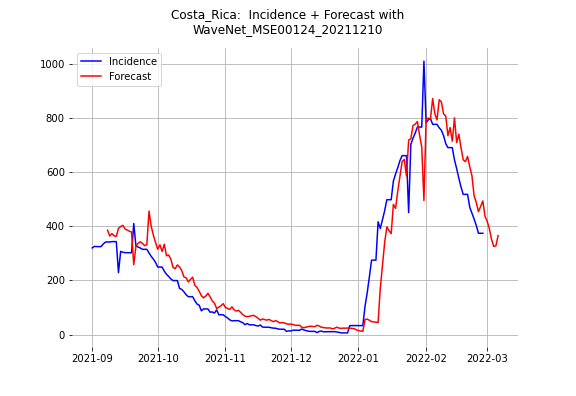 Costa_Rica:  Incidence + Forecast with
WaveNet_MSE00124_20211210
Incidence
Forecast
1000
800
600
400
200
0
2021-09 2021-10 2021-11 2021-12 2022-01 2022-02 2022-03